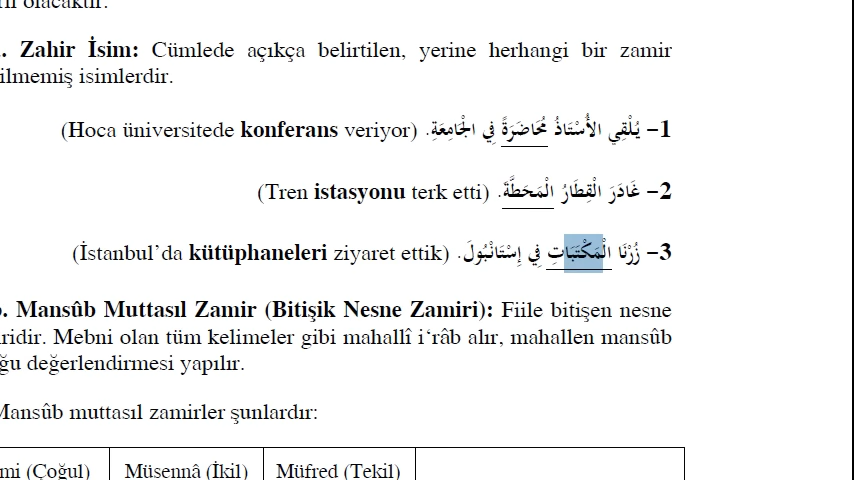 olacaktır.
Zahir İsim: Cümlede açıkça belirtilen, yerine herhangi bir zamir
ilmemiş isimlerdir.
1– يُلْقِي الأُسْتَاذُ مُحَاضَرَةً فِي الْجَامِعَةِ. (Hoca üniversitede konferans veriyor)
2– غَادَرَ الْقِطَارُ الْمَحَطَّةَ. (Tren istasyonu terk etti)
3– زُرْنَا الْمَكْتَبَاتِ فِي إِسْتَانْبُولَ. (İstanbul’da kütüphaneleri ziyaret ettik)
. Mansûb Muttasıl Zamir (Bitişik Nesne Zamiri): Fiile bitişen nesne
ridir. Mebni olan tüm kelimeler gibi mahallî i‘râb alır, mahallen mansûb
ğu değerlendirmesi yapılır.
Mansûb muttasıl zamirler şunlardır:
mi (Çoğul) Müsennâ (İkil) Müfred (Tekil)